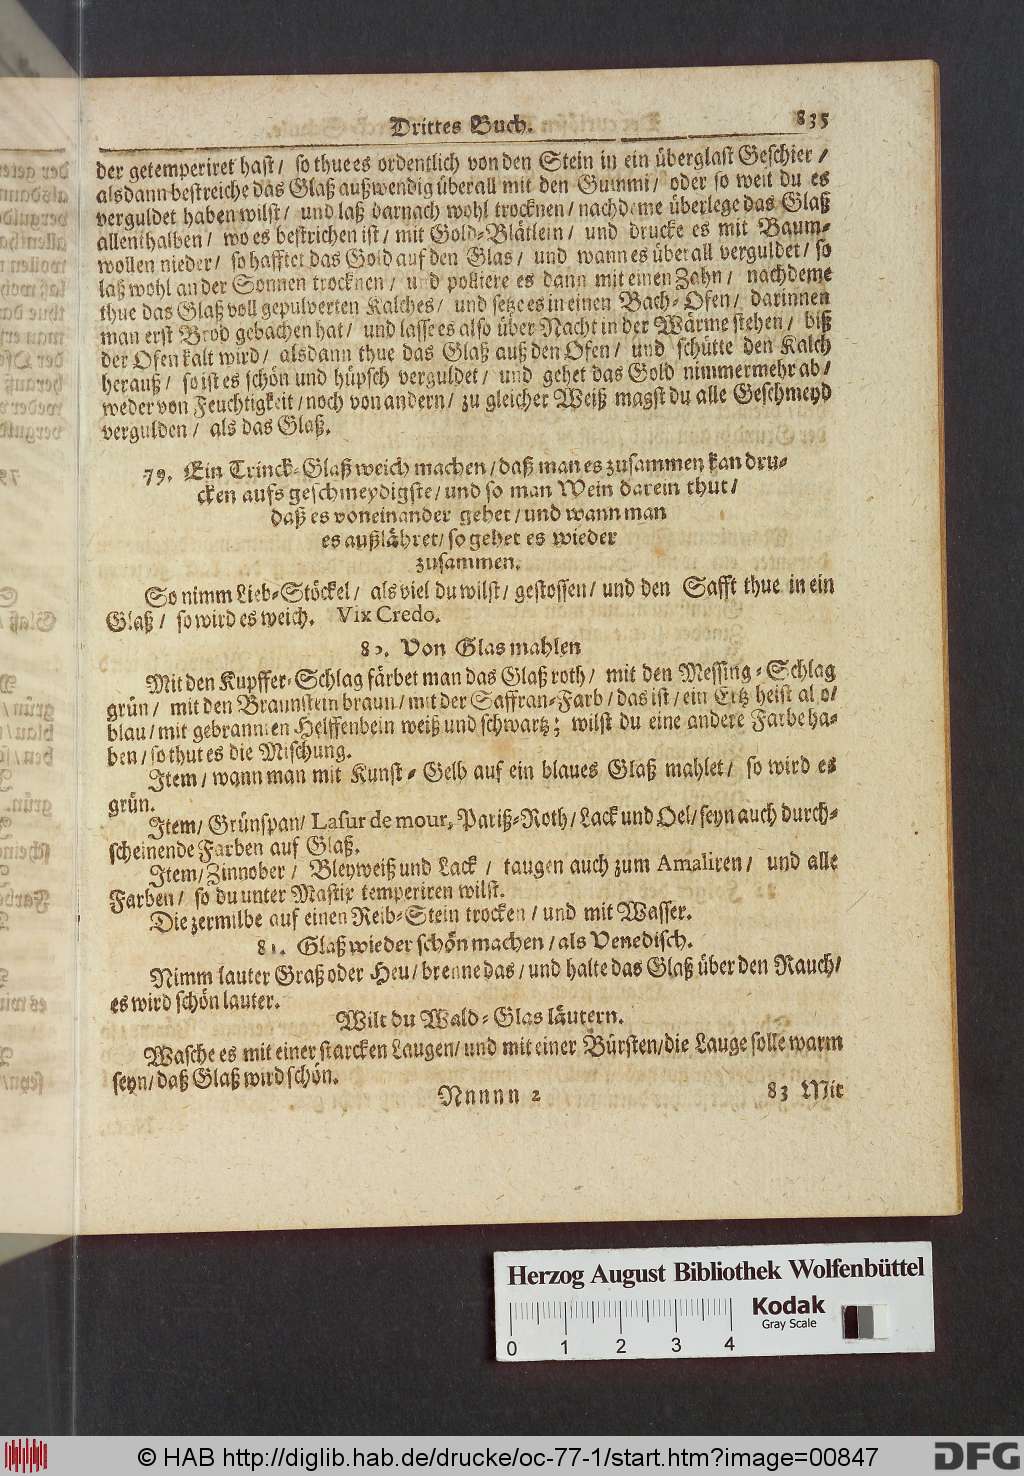 Drittes Buch. 835
der getemperiret hast / so thue es ordentlich von den Stein in ein überglast Geschier /
alsdann bestreiche das Glaß außwendig überall mit den Gummi / oder so weit du es
verguldet haben wilst / und laß darnach wohl trocknen / nachdeme überlege das Glaß
allenthalben / wo es bestrichen ist / mit Gold-Blätlein / und drucke es mit Baum-
wollen nieder / so hafftet das Gold auf den Glas / und wann es überall verguldet / so
laß wohl an der Sonnen trocknen / und poliere es dann mit einen Zahn / nachdeme
thue das Glaß voll gepulverten Kalches / und setze es in einen Bach-Ofen / darinnen
man erst Brod gebachen hat / und lasse es also über Nacht in der Wärme stehen / biß
der Ofen kalt wird / alsdann thue das Glaß auß den Ofen / und schütte den Kalch
herauß / so ist es schön und hüpsch verguldet / und gehet das Gold nimmermehr ab /
weder von Feuchtigkeit / noch von andern / zu gleicher Weiß magst du alle Geschmeyd
vergulden / als das Glaß.
79. Ein Trinck-Glaß weich machen / daß man es zusammen kan dru-
cken aufs geschmeydigste / und so man Wein darein thut /
daß es voneinander gehet / und wann man
es außlähret / so gehet es wieder
zusammen.
So nimm Lieb-Stöckel / als viel du wilst / gestossen / und den Safft thue in ein
Glaß / so wird es weich. Vix Credo.
80. Von Glas mahlen
Mit den Kupffer-Schlag färbet man das Glaß roth / mit den Messing-Schlag
grün / mit den Braunstein braun / mit der Saffran-Farb / das ist / ein Ertz heist also /
blau / mit gebrannten Helffenbein weiß und schwartz; wilst du eine andere Farbe ha-
ben / so thut es die Mischung.
Item / wann man mit Kunst-Gelb auf ein blaues Glaß mahlet / so wird es
grün.
Item / Grünspan / Lasur de mour, Pariß-Roth / Lack und Oel / seyn auch durch-
scheinende Farben auf Glaß.
Item / Zinnober / Bleyweiß und Lack / taugen auch zum Amaliren / und alle
Farben / so du unter Mastix temperiren wilst.
Die zermilbe auf einen Reib-Stein trocken / und mit Wasser.
81. Glaß wieder schön machen / als Venedisch.
Nimm lauter Graß oder Heu / brenne das / und halte das Glaß über den Rauch /
es wird schön lauter.
Wilt du Wald-Glas läutern.
Wasche es mit einer starcken Laugen / und mit einer Bürsten / die Lauge solle warm
seyn / daß Glaß wird schön.
Nnnnn 2 83 Mit
Herzog August Bibliothek Wolfenbüttel
Kodak
Gray Scale
0 1 2 3 4
© HAB http://diglib.hab.de/drucke/oc-77-1/start.htm?image=00847
DFG